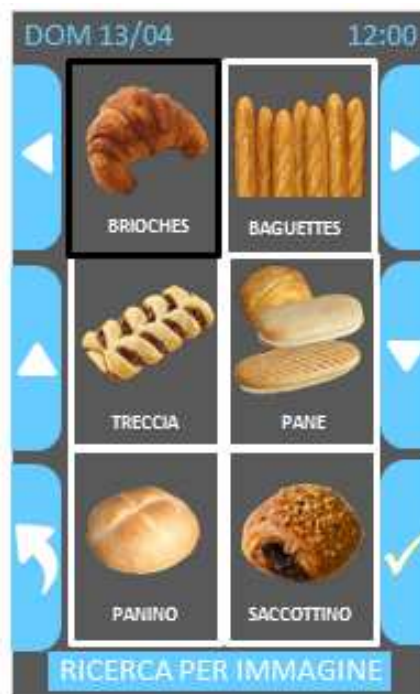 DOM 13/04 12:00
BRIOCHES BAGUETTES
TRECCIA PANE
PANINO SACCOTTINO
RICERCA PER IMMAGINE